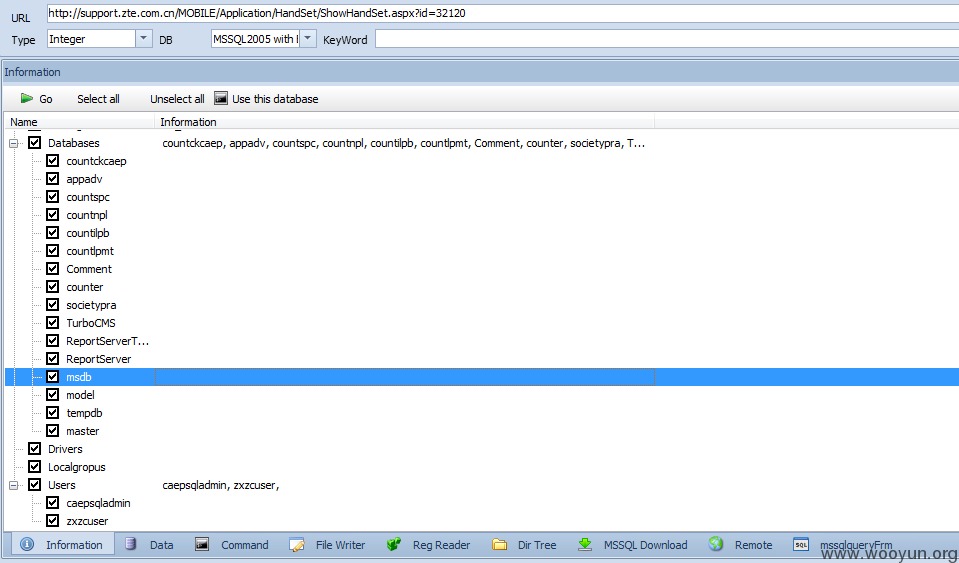 URL http://support.zte.com.cn/MOBILE/Application/HandSet/ShowHandSet.aspx?id=32120
Type Integer DB MSSQL2005 with KeyWord
Information
Go Select all Unselect all Use this database
Name Information
Databases countckcaep, appadv, countspc, countnpl, countilpb, countlpmt, Comment, counter, societypra, T...
countckcaep
appadv
countspc
countnpl
countilpb
countlpmt
Comment
counter
societypra
TurboCMS
ReportServerT...
ReportServer
msdb
model
tempdb
master
Drivers
Localgropus
Users caepsqladmin, zxzcuser,
caepsqladmin
zxzcuser
Information Data Command File Writer Reg Reader Dir Tree MSSQL Download Remote mssqlqueryFrm
www.wooyun.org